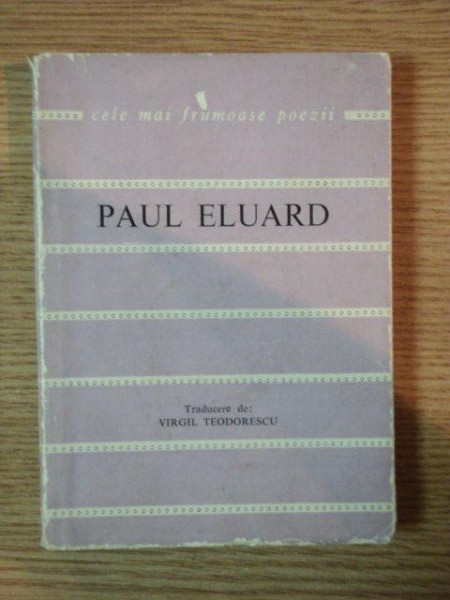 cele mai frumoase poezii
PAUL ELUARD
Traducere de:
VIRGIL TEODORESCU